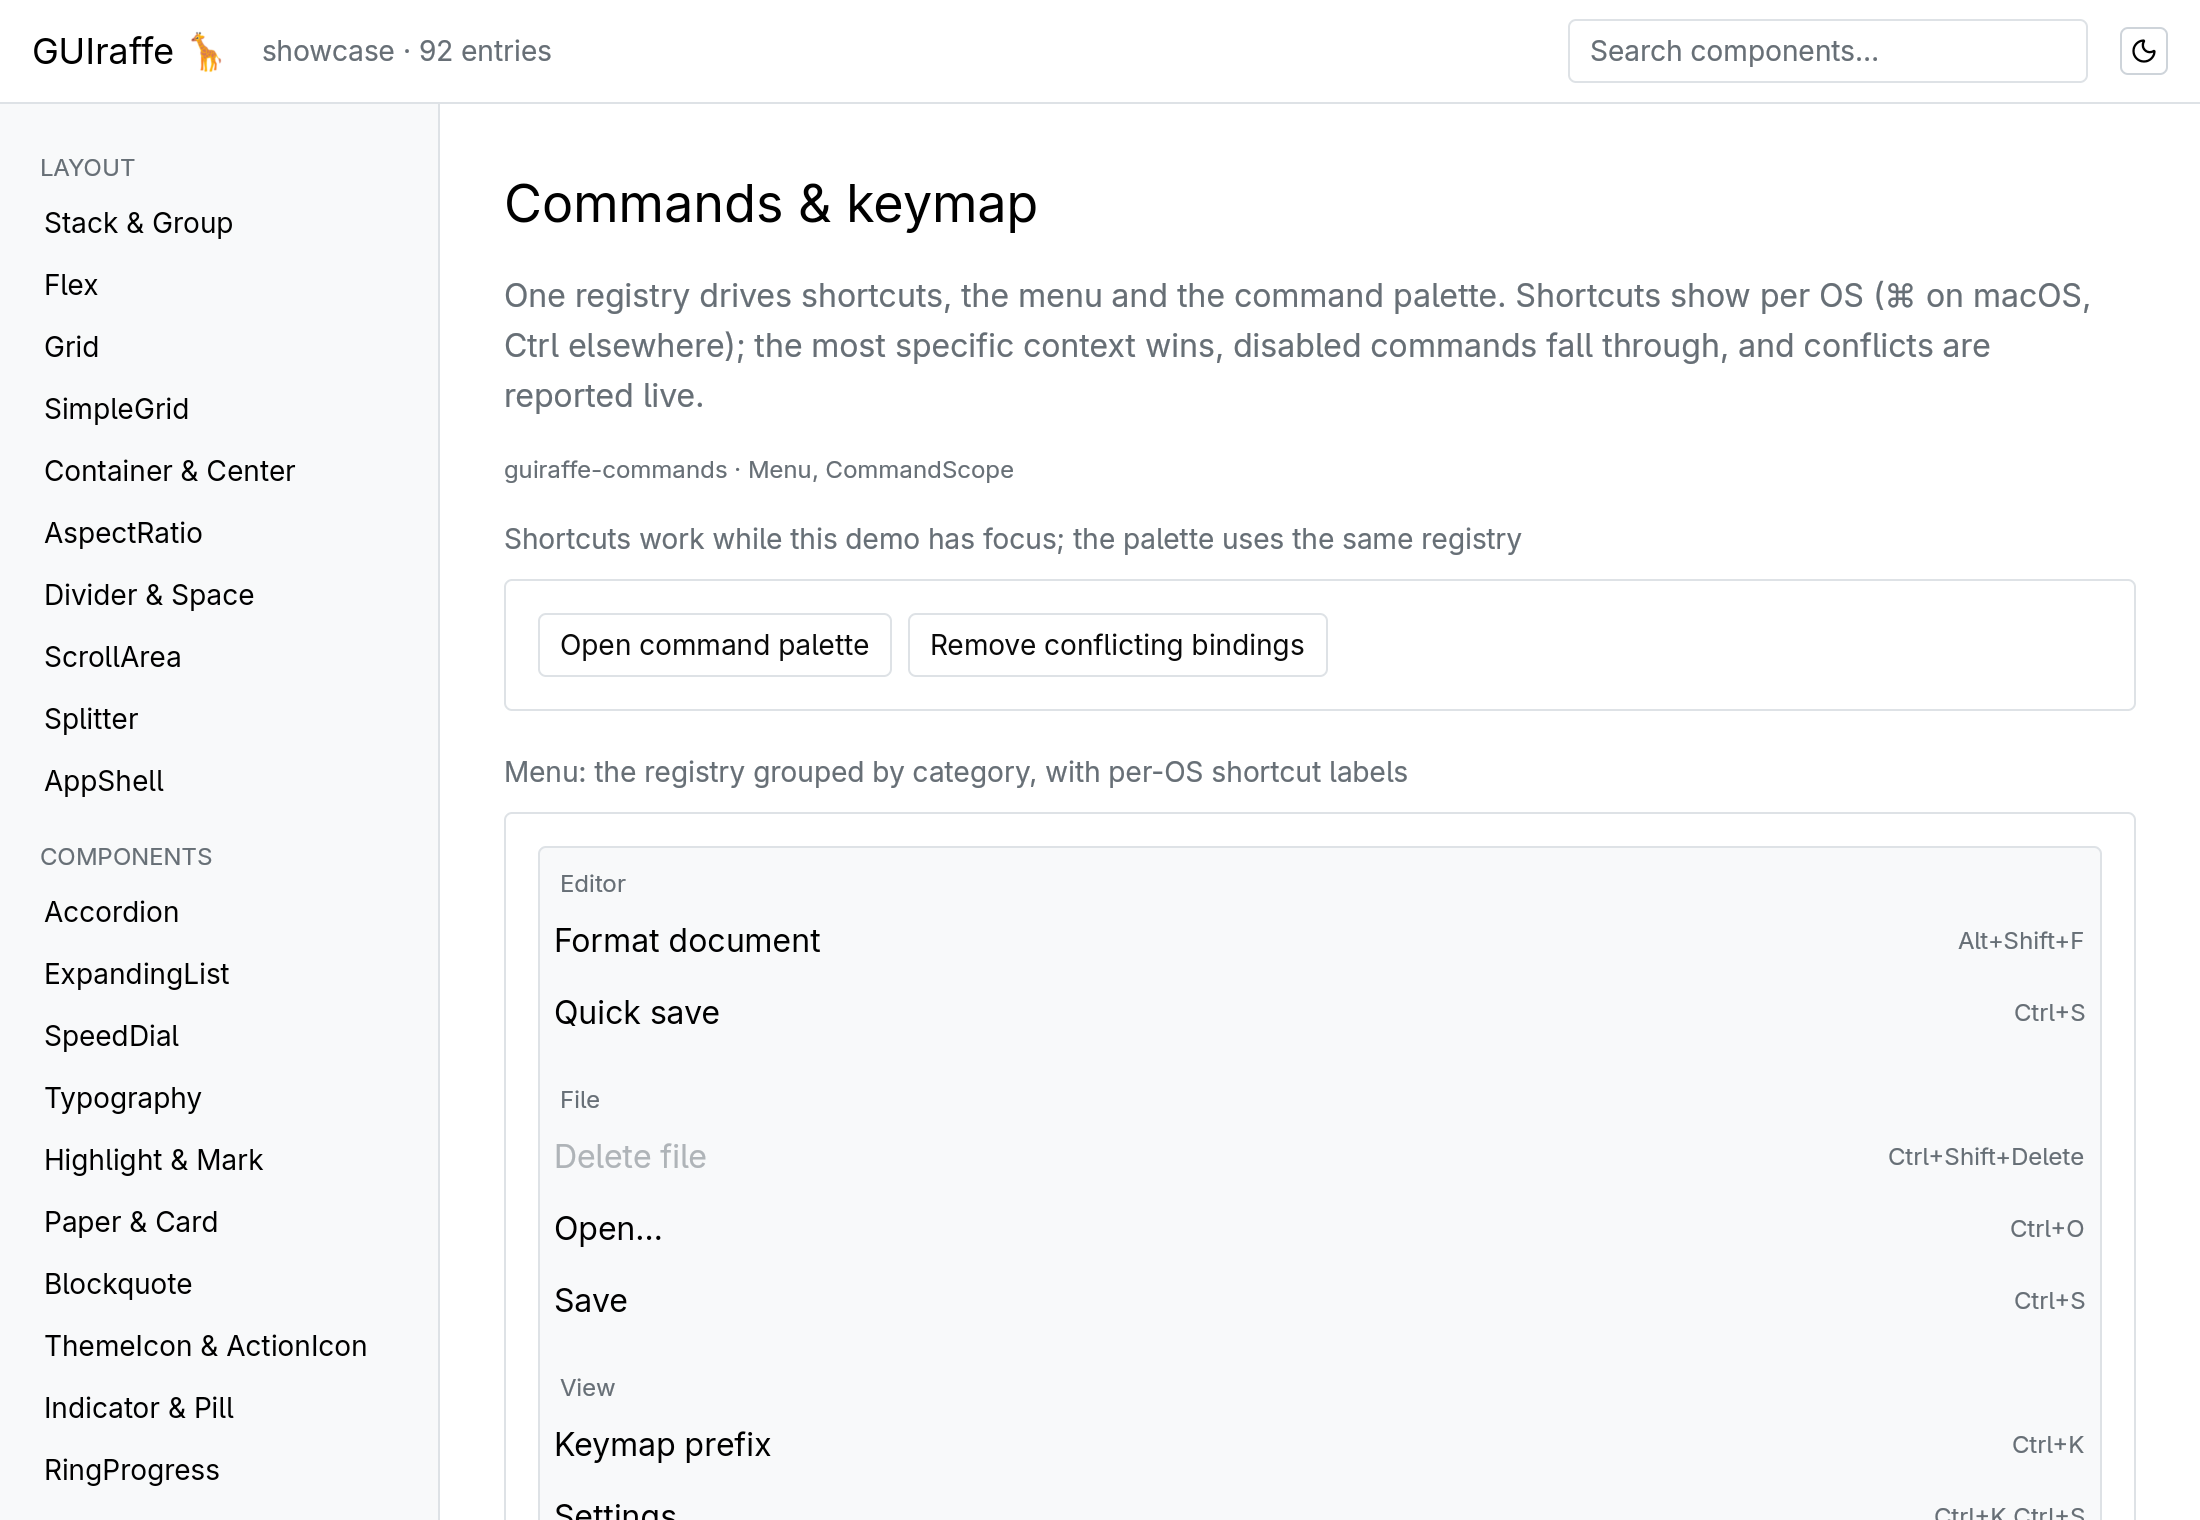 GUIraffe 🦒 showcase · 92 entries
Search components...
LAYOUT
Stack & Group
Flex
Grid
SimpleGrid
Container & Center
AspectRatio
Divider & Space
ScrollArea
Splitter
AppShell
COMPONENTS
Accordion
ExpandingList
SpeedDial
Typography
Highlight & Mark
Paper & Card
Blockquote
ThemeIcon & ActionIcon
Indicator & Pill
RingProgress
Commands & keymap
One registry drives shortcuts, the menu and the command palette. Shortcuts show per OS (⌘ on macOS,
Ctrl elsewhere); the most specific context wins, disabled commands fall through, and conflicts are
reported live.
guiraffe-commands · Menu, CommandScope
Shortcuts work while this demo has focus; the palette uses the same registry
Open command palette
Remove conflicting bindings
Menu: the registry grouped by category, with per-OS shortcut labels
Editor
Format document Alt+Shift+F
Quick save Ctrl+S
File
Delete file Ctrl+Shift+Delete
Open... Ctrl+O
Save Ctrl+S
View
Keymap prefix Ctrl+K
Settings Ctrl+K Ctrl+S